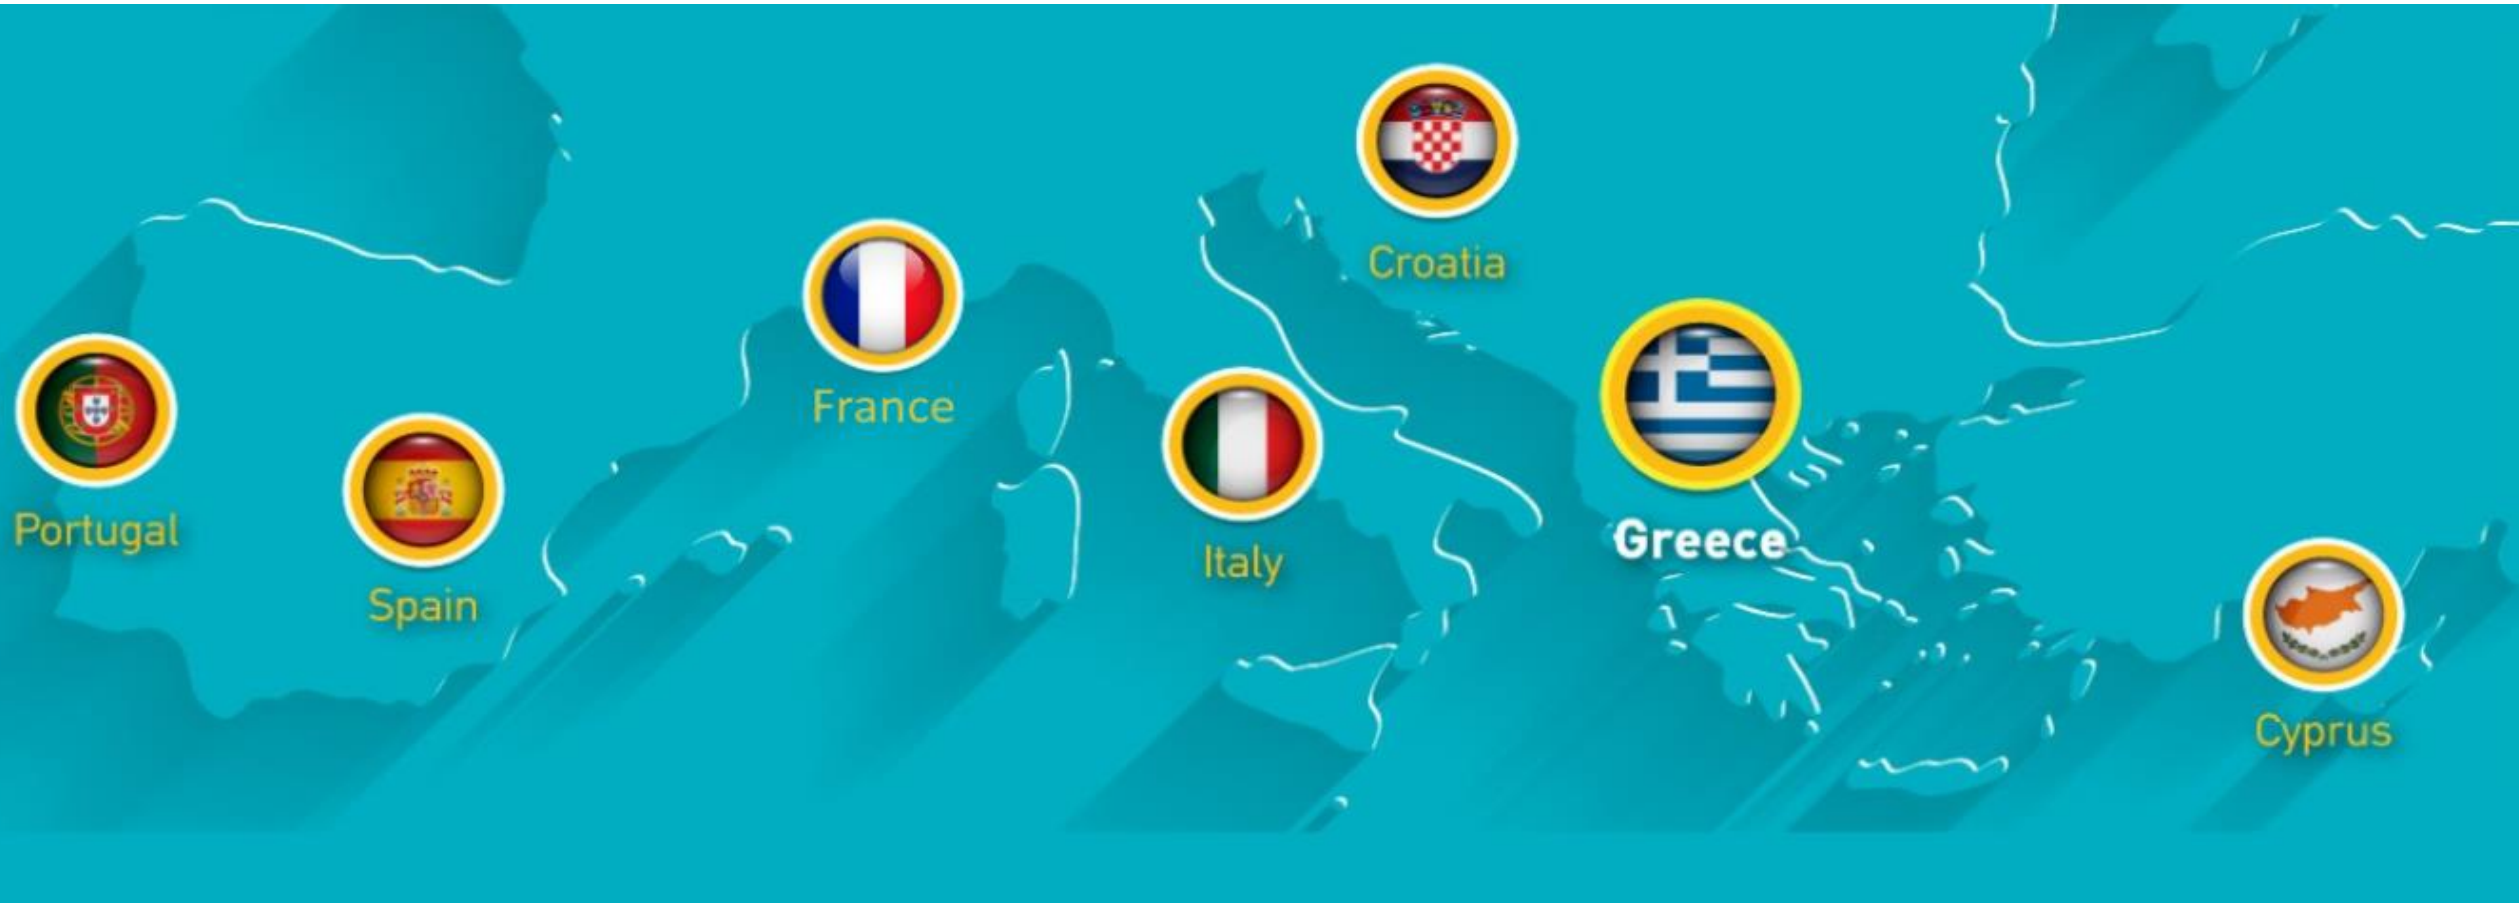 Croatia
France
Portugal
Spain
Italy
Greece
Cyprus